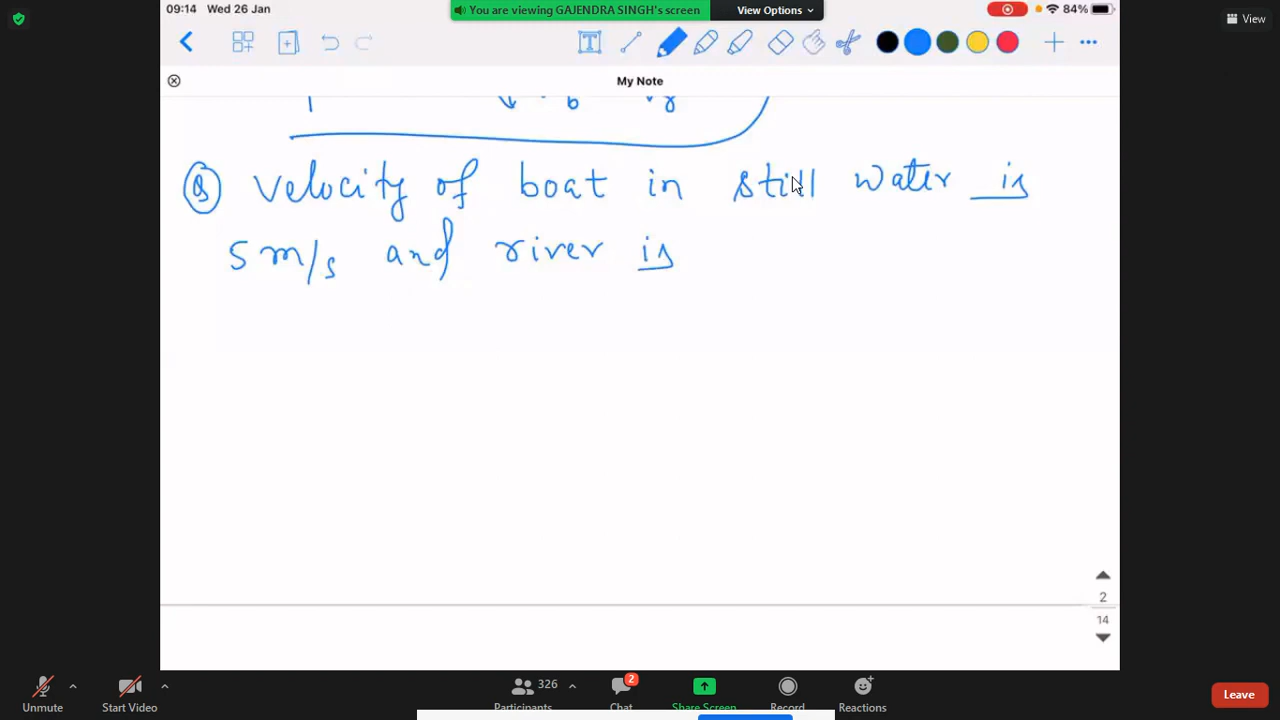 09:14 Wed 26 Jan
You are viewing GAJENDRA SINGH's screen
View Options
84%
View
My Note
Q velocity of boat in still water is
5 m/s and river is
2
14
Unmute
Start Video
Participants
326
Chat
2
Share Screen
Record
Reactions
Leave